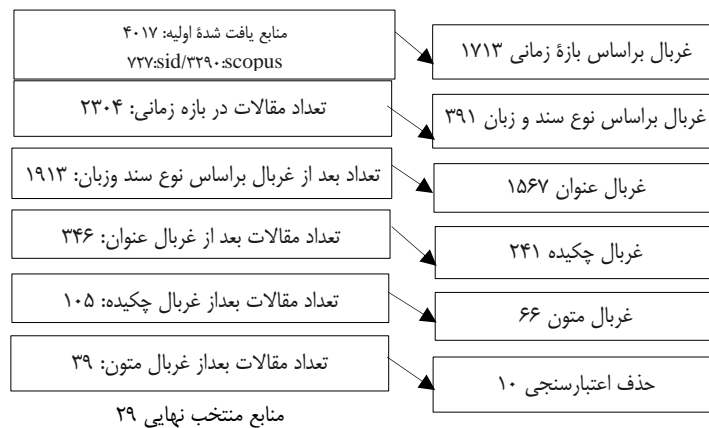 منابع یافت شدهٔ اولیه: ۴۰۱۷
۷۲۷:sid/۳۲۹۰:scopus
غربال براساس بازهٔ زمانی ۱۷۱۳
تعداد مقالات در بازه زمانی: ۲۳۰۴
غربال براساس نوع سند و زبان ۳۹۱
تعداد بعد از غربال براساس نوع سند وزبان: ۱۹۱۳
غربال عنوان ۱۵۶۷
تعداد مقالات بعد از غربال عنوان: ۳۴۶
غربال چکیده ۲۴۱
تعداد مقالات بعداز غربال چکیده: ۱۰۵
غربال متون ۶۶
تعداد مقالات بعداز غربال متون: ۳۹
حذف اعتبارسنجی ۱۰
منابع منتخب نهایی ۲۹